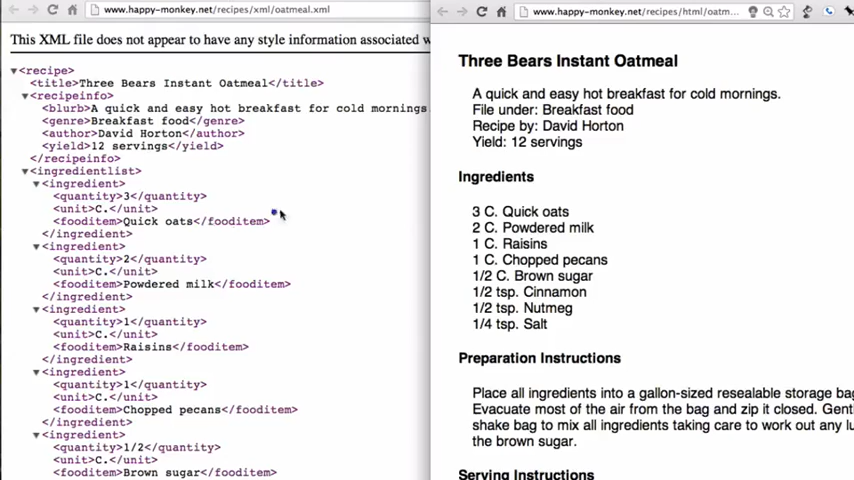 www.happy-monkey.net/recipes/xml/oatmeal.xml
This XML file does not appear to have any style information associated w
<recipe>
<title>Three Bears Instant Oatmeal</title>
<recipeinfo>
<blurb>A quick and easy hot breakfast for cold mornings.
<genre>Breakfast food</genre>
<author>David Horton</author>
<yield>12 servings</yield>
</recipeinfo>
<ingredientlist>
<ingredient>
<quantity>3</quantity>
<unit>C.</unit>
<fooditem>Quick oats</fooditem>
</ingredient>
<ingredient>
<quantity>2</quantity>
<unit>C.</unit>
<fooditem>Powdered milk</fooditem>
</ingredient>
<ingredient>
<quantity>1</quantity>
<unit>C.</unit>
<fooditem>Raisins</fooditem>
</ingredient>
<ingredient>
<quantity>1</quantity>
<unit>C.</unit>
<fooditem>Chopped pecans</fooditem>
</ingredient>
<ingredient>
<quantity>1/2</quantity>
<unit>C.</unit>
<fooditem>Brown sugar</fooditem>
www.happy-monkey.net/recipes/html/oatm...
Three Bears Instant Oatmeal
A quick and easy hot breakfast for cold mornings.
File under: Breakfast food
Recipe by: David Horton
Yield: 12 servings
Ingredients
3 C. Quick oats
2 C. Powdered milk
1 C. Raisins
1 C. Chopped pecans
1/2 C. Brown sugar
1/2 tsp. Cinnamon
1/2 tsp. Nutmeg
1/4 tsp. Salt
Preparation Instructions
Place all ingredients into a gallon-sized resealable storage bag
Evacuate most of the air from the bag and zip it closed. Gentl
shake bag to mix all ingredients taking care to work out any lu
the brown sugar.
Serving Instructions